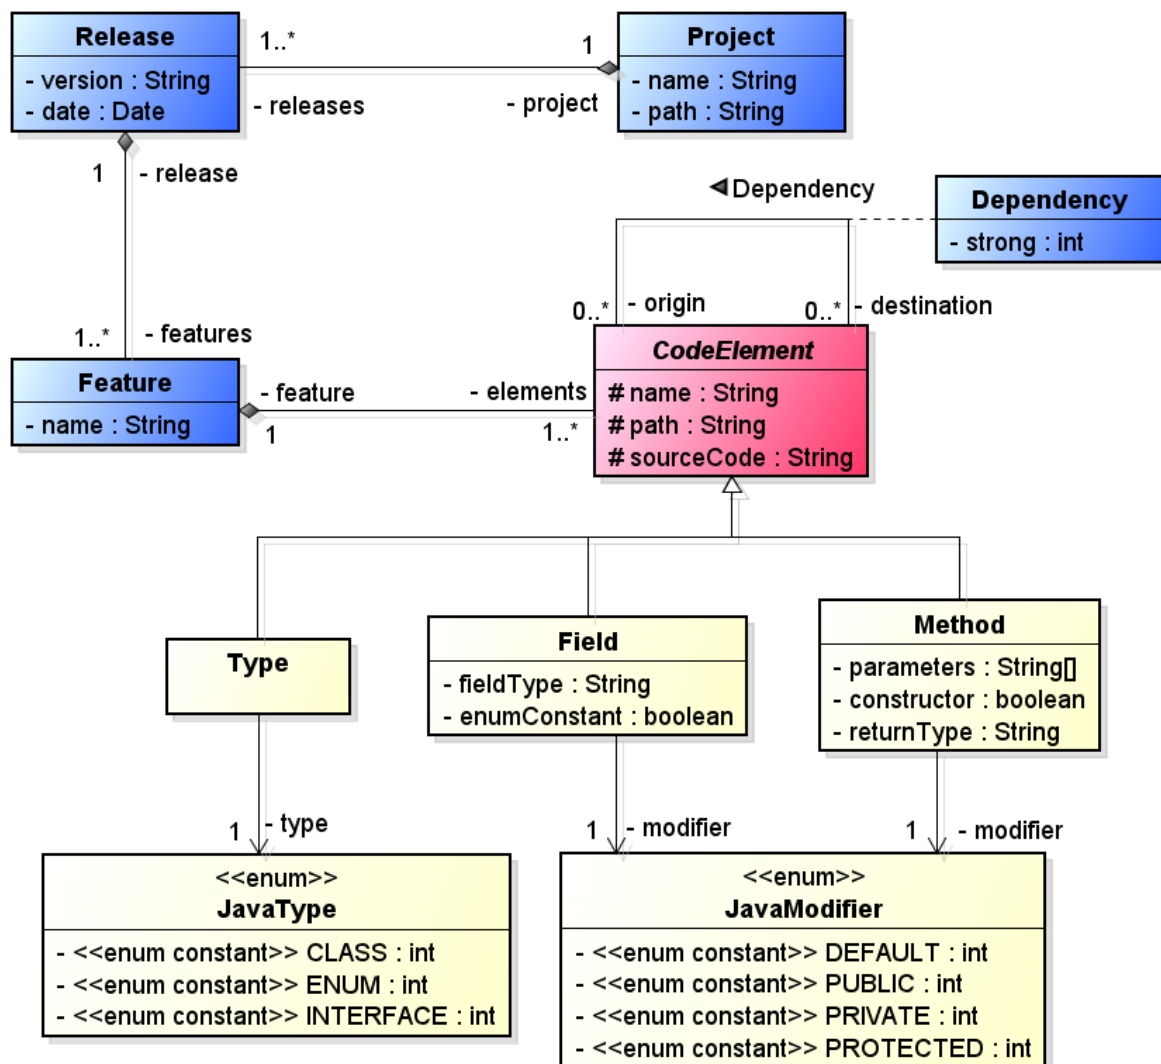 Release
- version : String
- date : Date
1..*
- releases
1
- project
Project
- name : String
- path : String
1
- release
1..*
- features
Dependency
Dependency
- strong : int
0..*
- origin
0..*
- destination
Feature
- name : String
- feature
1
- elements
1..*
CodeElement
# name : String
# path : String
# sourceCode : String
Type
Field
- fieldType : String
- enumConstant : boolean
Method
- parameters : String[]
- constructor : boolean
- returnType : String
1
- type
1
- modifier
1
- modifier
<<enum>>
JavaType
- <<enum constant>> CLASS : int
- <<enum constant>> ENUM : int
- <<enum constant>> INTERFACE : int
<<enum>>
JavaModifier
- <<enum constant>> DEFAULT : int
- <<enum constant>> PUBLIC : int
- <<enum constant>> PRIVATE : int
- <<enum constant>> PROTECTED : int